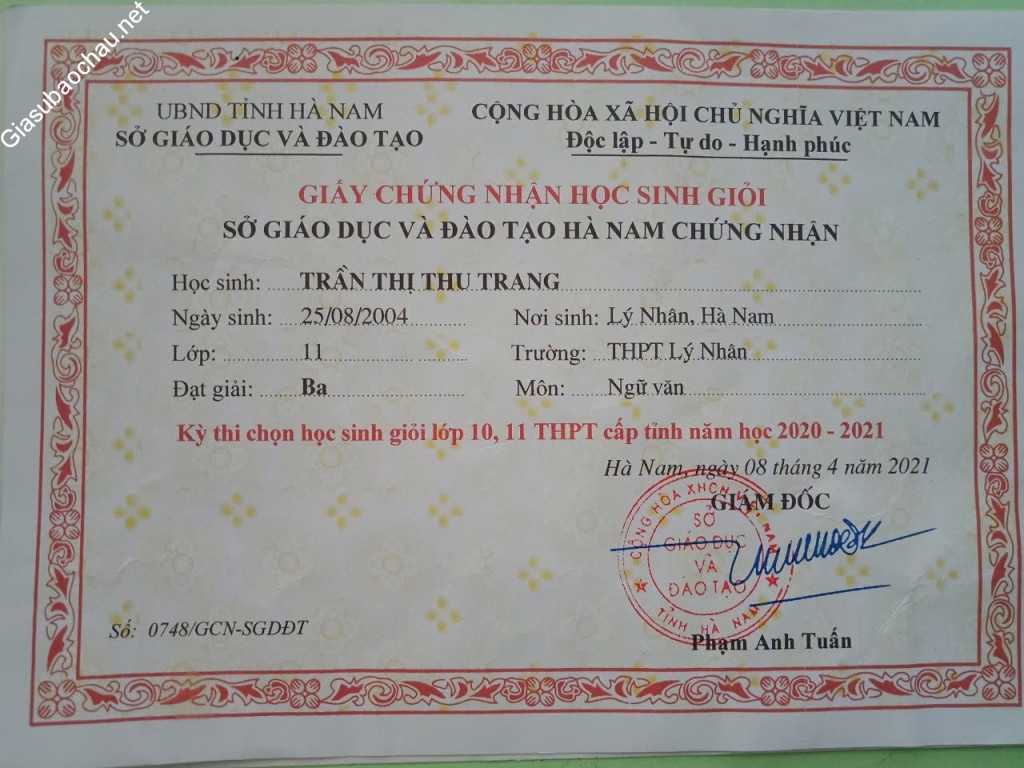 Giasubaochau.net
UBND TỈNH HÀ NAM
SỞ GIÁO DỤC VÀ ĐÀO TẠO
CỘNG HÒA XÃ HỘI CHỦ NGHĨA VIỆT NAM
Độc lập - Tự do - Hạnh phúc
GIẤY CHỨNG NHẬN HỌC SINH GIỎI
SỞ GIÁO DỤC VÀ ĐÀO TẠO HÀ NAM CHỨNG NHẬN
Học sinh: TRẦN THỊ THU TRANG
Ngày sinh: 25/08/2004 Nơi sinh: Lý Nhân, Hà Nam
Lớp: 11 Trường: THPT Lý Nhân
Đạt giải: Ba Môn: Ngữ văn
Kỳ thi chọn học sinh giỏi lớp 10, 11 THPT cấp tỉnh năm học 2020 - 2021
Hà Nam, ngày 08 tháng 4 năm 2021
GIÁM ĐỐC
CỘNG HÒA XHCN VIỆT NAM
SỞ
GIÁO DỤC
VÀ
ĐÀO TẠO
TỈNH HÀ NAM
Phạm Anh Tuấn
Số: 0748/GCN-SGDĐT